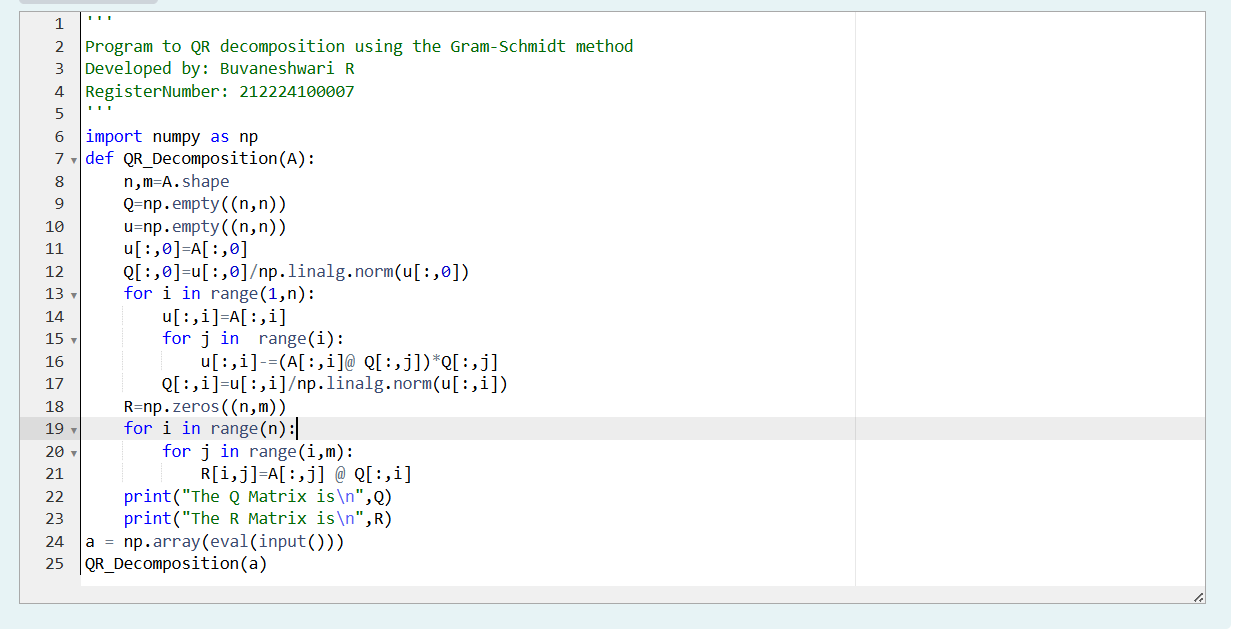 1 '''
2 Program to QR decomposition using the Gram-Schmidt method
3 Developed by: Buvaneshwari R
4 RegisterNumber: 212224100007
5 '''
6 import numpy as np
7 def QR_Decomposition(A):
8     n,m=A.shape
9     Q=np.empty((n,n))
10     u=np.empty((n,n))
11     u[:,0]=A[:,0]
12     Q[:,0]=u[:,0]/np.linalg.norm(u[:,0])
13     for i in range(1,n):
14         u[:,i]=A[:,i]
15         for j in  range(i):
16             u[:,i]-=(A[:,i]@ Q[:,j])*Q[:,j]
17         Q[:,i]=u[:,i]/np.linalg.norm(u[:,i])
18     R=np.zeros((n,m))
19     for i in range(n):
20         for j in range(i,m):
21             R[i,j]=A[:,j] @ Q[:,i]
22     print("The Q Matrix is\n",Q)
23     print("The R Matrix is\n",R)
24 a = np.array(eval(input()))
25 QR_Decomposition(a)